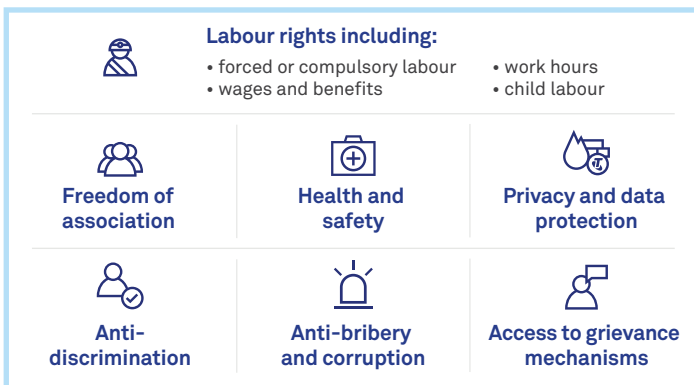 Labour rights including:
• forced or compulsory labour
• work hours
• wages and benefits
• child labour
Freedom of
association
Health and
safety
Privacy and data
protection
Anti-
discrimination
Anti-bribery
and corruption
Access to grievance
mechanisms